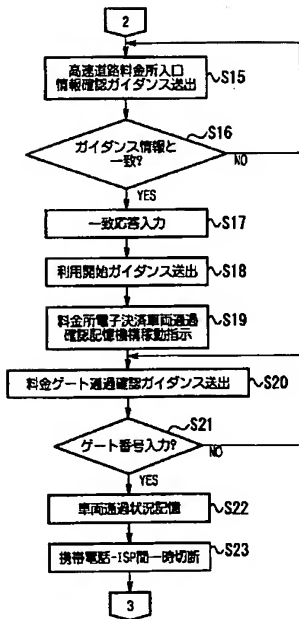 2
高速道路料金所入口
情報確認ガイダンス送出
S15
ガイダンス情報と
一致?
S16
NO
YES
一致応答入力
S17
利用開始ガイダンス送出
S18
料金所電子決済車両通過
確認記憶機構稼動指示
S19
料金ゲート通過確認ガイダンス送出
S20
ゲート番号入力?
S21
NO
YES
車両通過状況記憶
S22
携帯電話-ISP間一時切断
S23
3